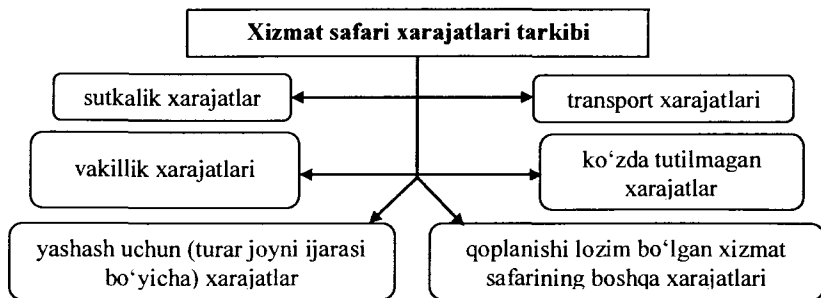 Xizmat safari xarajatlari tarkibi
sutkalik xarajatlar
transport xarajatlari
vakillik xarajatlari
ko‘zda tutilmagan
xarajatlar
yashash uchun (turar joyni ijarasi
bo‘yicha) xarajatlar
qoplanishi lozim bo‘lgan xizmat
safarining boshqa xarajatlari